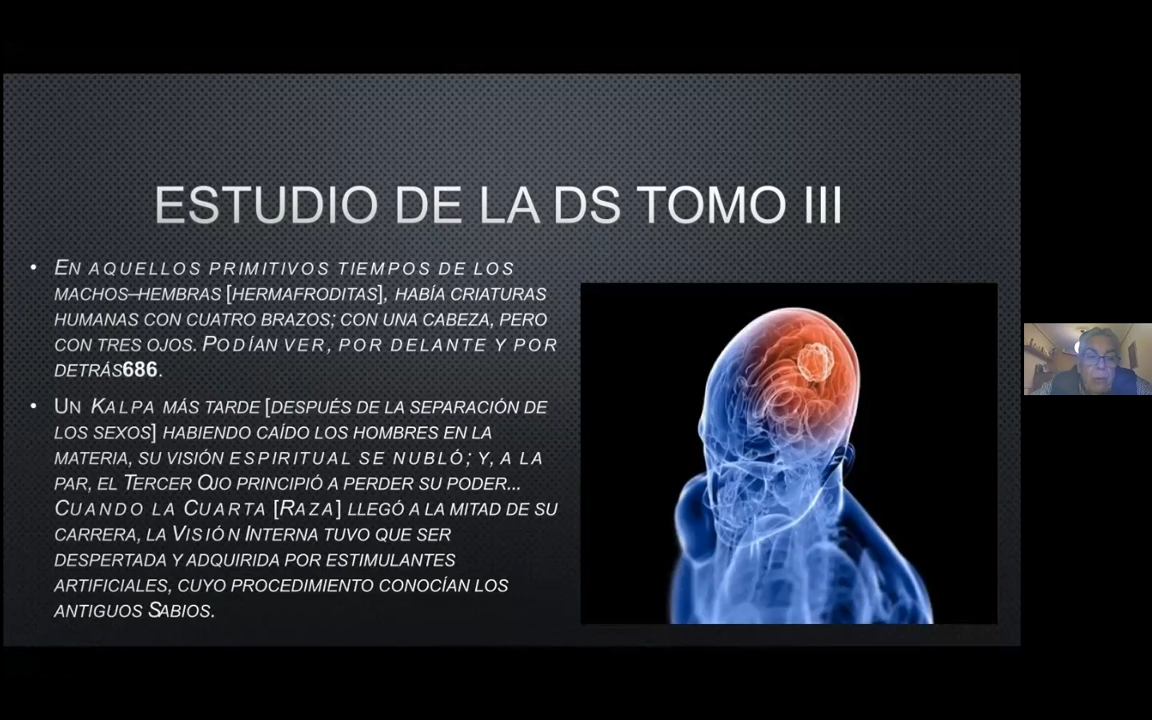 ESTUDIO DE LA DS TOMO III
• EN AQUELLOS PRIMITIVOS TIEMPOS DE LOS
MACHOS–HEMBRAS [HERMAFRODITAS], HABÍA CRIATURAS
HUMANAS CON CUATRO BRAZOS; CON UNA CABEZA, PERO
CON TRES OJOS. PODÍAN VER, POR DELANTE Y POR
DETRÁS686.
• UN KALPA MÁS TARDE [DESPUÉS DE LA SEPARACIÓN DE
LOS SEXOS] HABIENDO CAÍDO LOS HOMBRES EN LA
MATERIA, SU VISIÓN ESPIRITUAL SE NUBLÓ; Y, A LA
PAR, EL TERCER OJO PRINCIPIÓ A PERDER SU PODER...
CUANDO LA CUARTA [RAZA] LLEGÓ A LA MITAD DE SU
CARRERA, LA VISIÓN INTERNA TUVO QUE SER
DESPERTADA Y ADQUIRIDA POR ESTIMULANTES
ARTIFICIALES, CUYO PROCEDIMIENTO CONOCÍAN LOS
ANTIGUOS SABIOS.